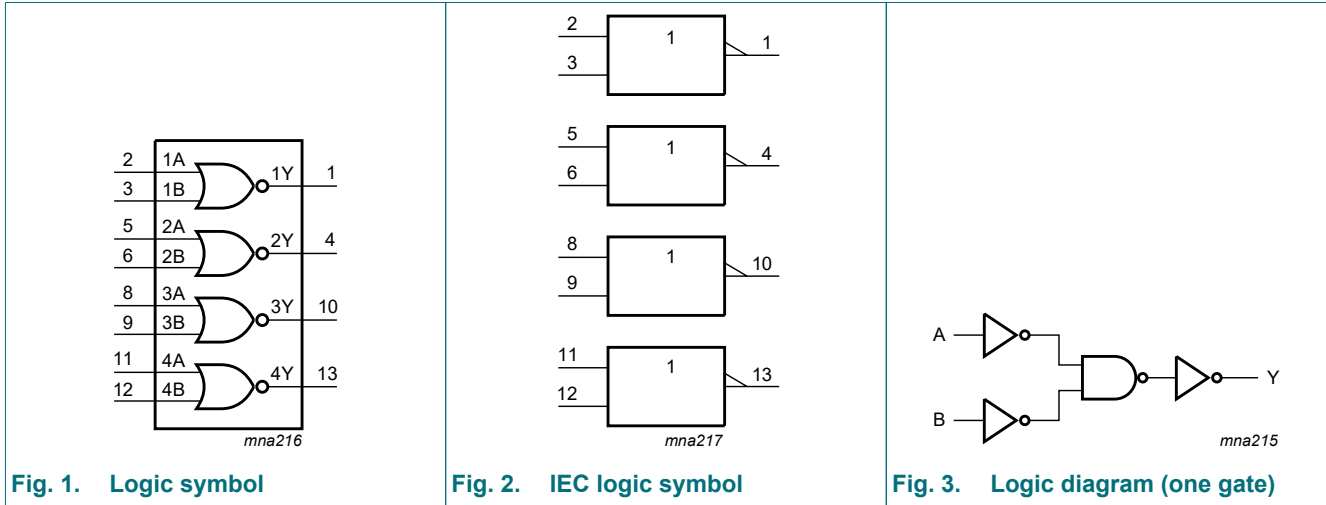 2 1A 1Y 1
3 1B
5 2A 2Y 4
6 2B
8 3A 3Y 10
9 3B
11 4A 4Y 13
12 4B
mna216
Fig. 1. Logic symbol
2 1 1
3
5 1 4
6
8 1 10
9
11 1 13
12
mna217
Fig. 2. IEC logic symbol
A
Y
B
mna215
Fig. 3. Logic diagram (one gate)